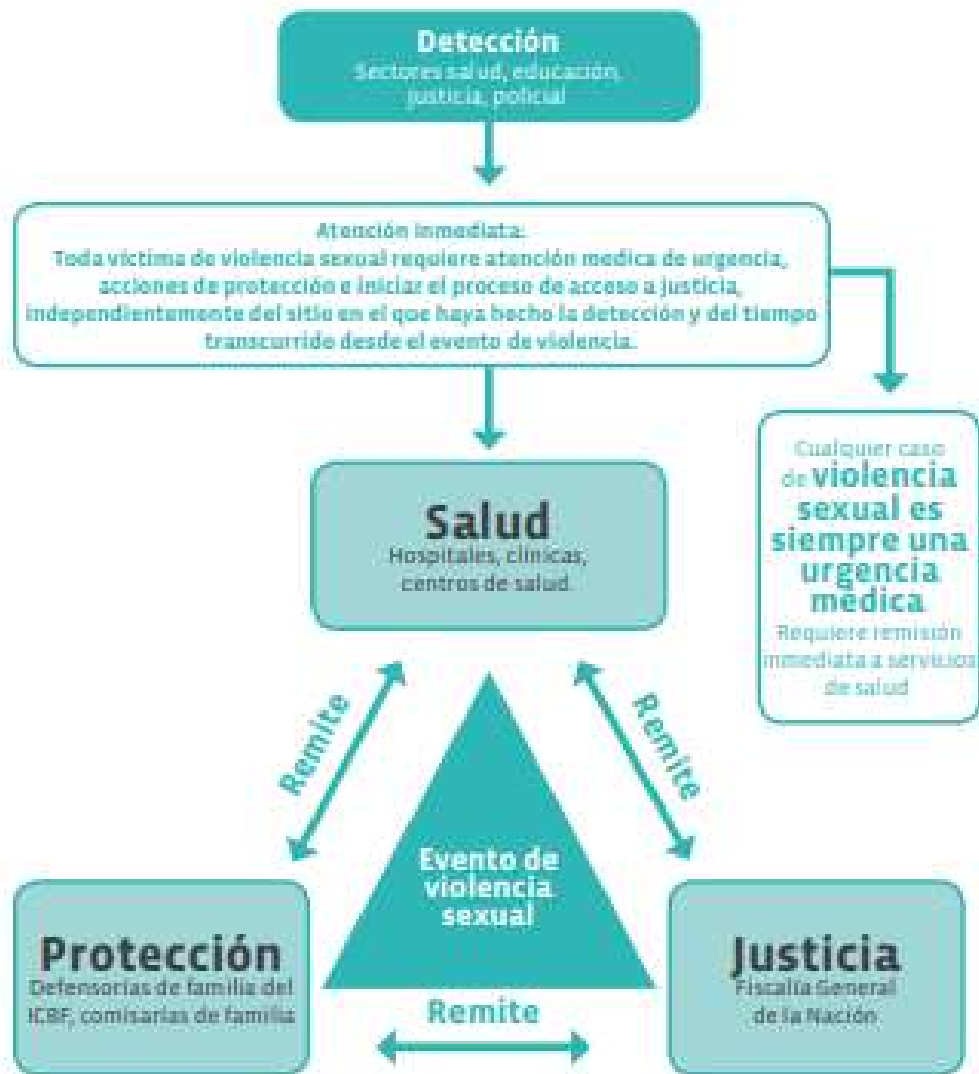 Detección
Sectores salud, educación,
justicia, policial
Atención inmediata.
Toda víctima de violencia sexual requiere atención medica de urgencia,
acciones de protección e iniciar el proceso de acceso a justicia,
independientemente del sitio en el que haya hecho la detección y del tiempo
transcurrido desde el evento de violencia.
Cualquier caso
de violencia
sexual es
siempre una
urgencia
médica
Requiere remisión
inmediata a servicios
de salud
Salud
Hospitales, clínicas,
centros de salud.
Remite
Remite
Evento de
violencia
sexual
Protección
Defensorías de familia del
ICBF, comisarías de familia
Remite
Justicia
Fiscalía General
de la Nación